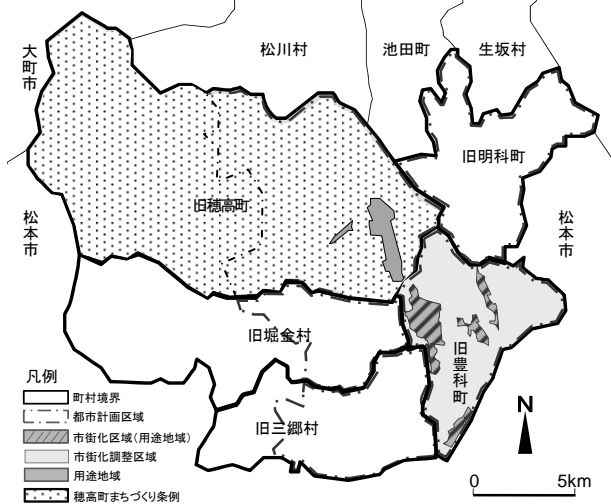 大町市
松川村
池田町
生坂村
旧明科町
旧穂高町
松本市
松本市
旧堀金村
旧豊科町
旧三郷村
凡例
町村境界
都市計画区域
市街化区域（用途地域）
市街化調整区域
用途地域
穂高町まちづくり条例
N
0 5km